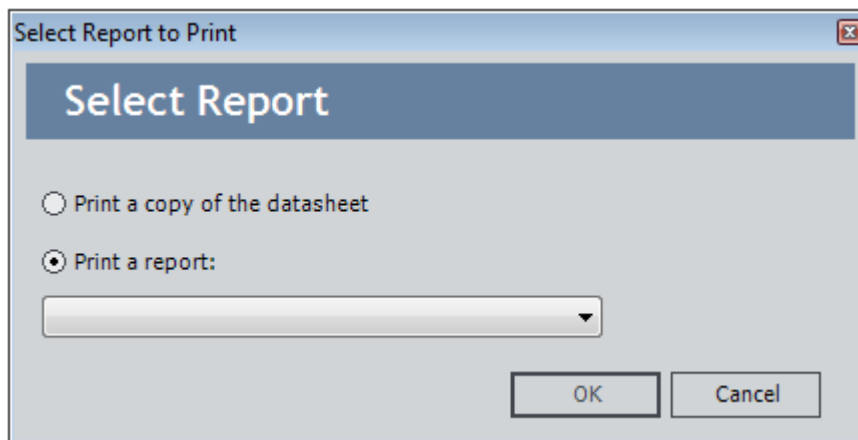 Select Report to Print
Select Report
Print a copy of the datasheet
Print a report:
OK
Cancel